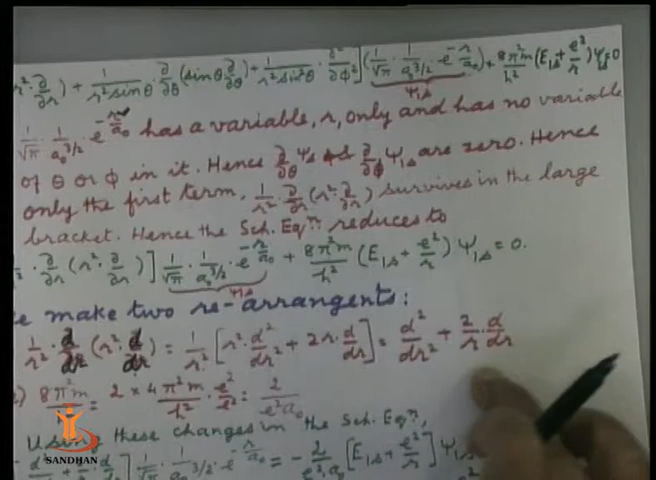 r²·∂/∂r) + 1/(r² sinθ) · ∂/∂θ (sinθ ∂/∂θ) + 1/(r² sin²θ) · ∂²/∂φ² ] (1/√π · 1/a₀^3/2 · e^-r/a₀) + 8π²m/h² (E₁s + e²/r) Ψ₁s = 0
Ψ₁s
1/√π · 1/a₀^3/2 · e^-r/a₀ has a variable, r, only and has no variable
of θ or φ in it. Hence ∂/∂θ Ψ₁s & ∂/∂φ Ψ₁s are zero. Hence
only the first term, 1/r² · ∂/∂r (r² · ∂/∂r) survives in the large
bracket. Hence the Sch. Eqⁿ. reduces to
· ∂/∂r (r² · ∂/∂r) ] 1/√π · 1/a₀^3/2 · e^-r/a₀ + 8π²m/h² (E₁s + e²/r) Ψ₁s = 0.
Ψ₁s
make two re-arrangents:
1/r² · d/dr (r² · d/dr) = 1/r² [r² · d²/dr² + 2r · d/dr] = d²/dr² + 2/r · d/dr
) 8π²m/h² = 2 × 4π²m/h² · e²/e² = 2/(e²a₀)
Using these changes in the Sch. Eqⁿ,
· d/dr ] 1/√π · 1/a₀^3/2 · e^-r/a₀ = - 2/(e²·a₀) [E₁s + e²/r] Ψ₁s
SANDHAN